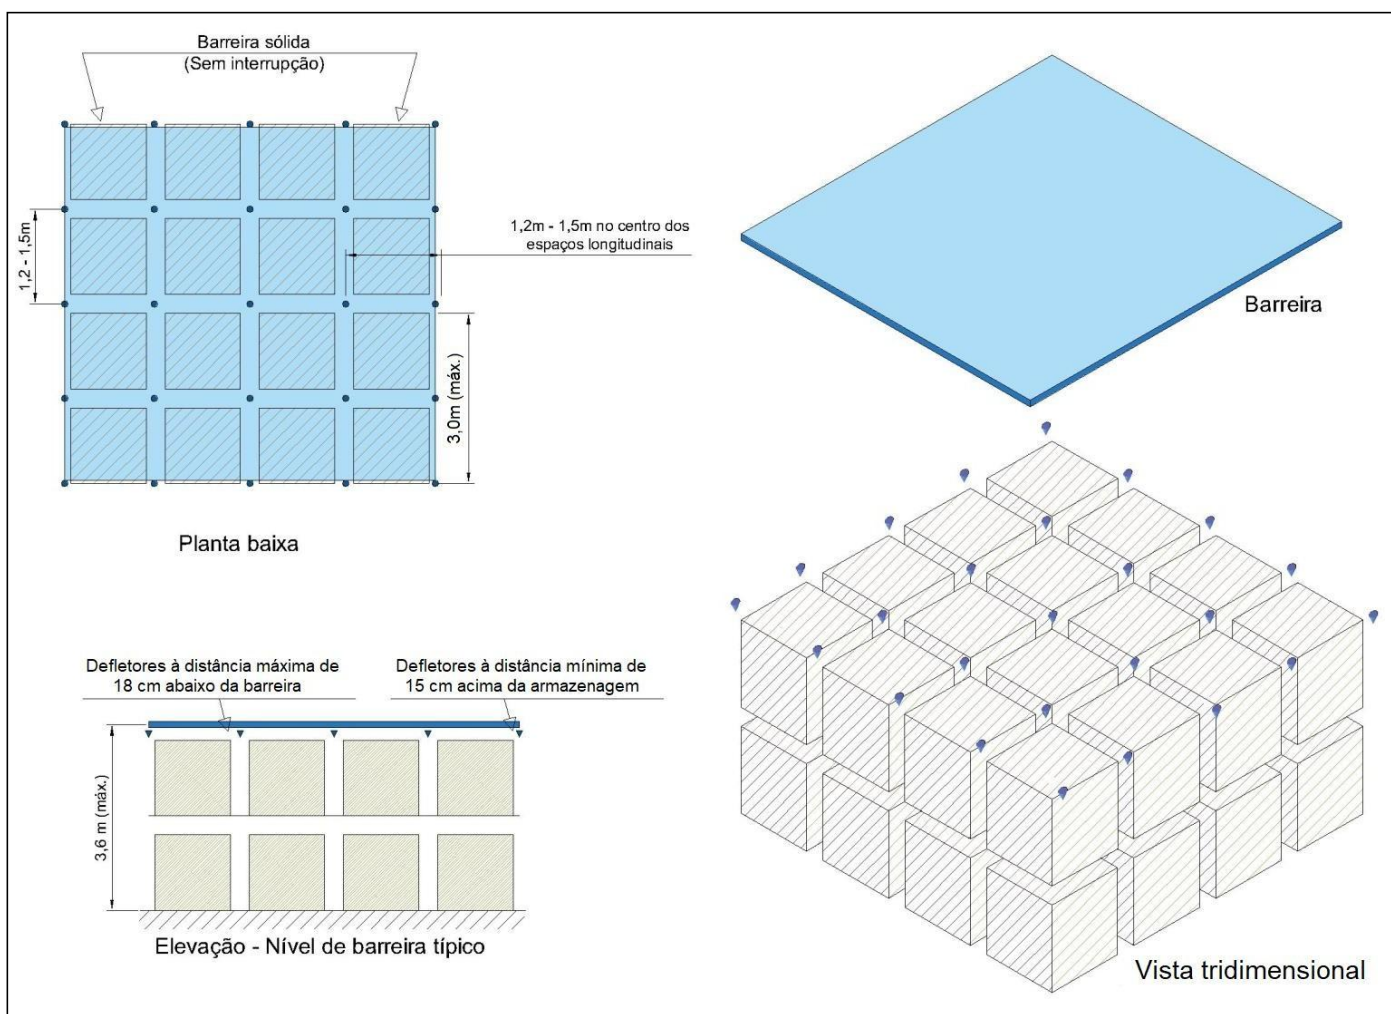 Barreira sólida
(Sem interrupção)
1,2 - 1,5m
1,2m - 1,5m no centro dos
espaços longitudinais
3,0m (máx.)
Planta baixa
Barreira
Defletores à distância máxima de
18 cm abaixo da barreira
Defletores à distância mínima de
15 cm acima da armazenagem
3,6 m (máx.)
Elevação - Nível de barreira típico
Vista tridimensional